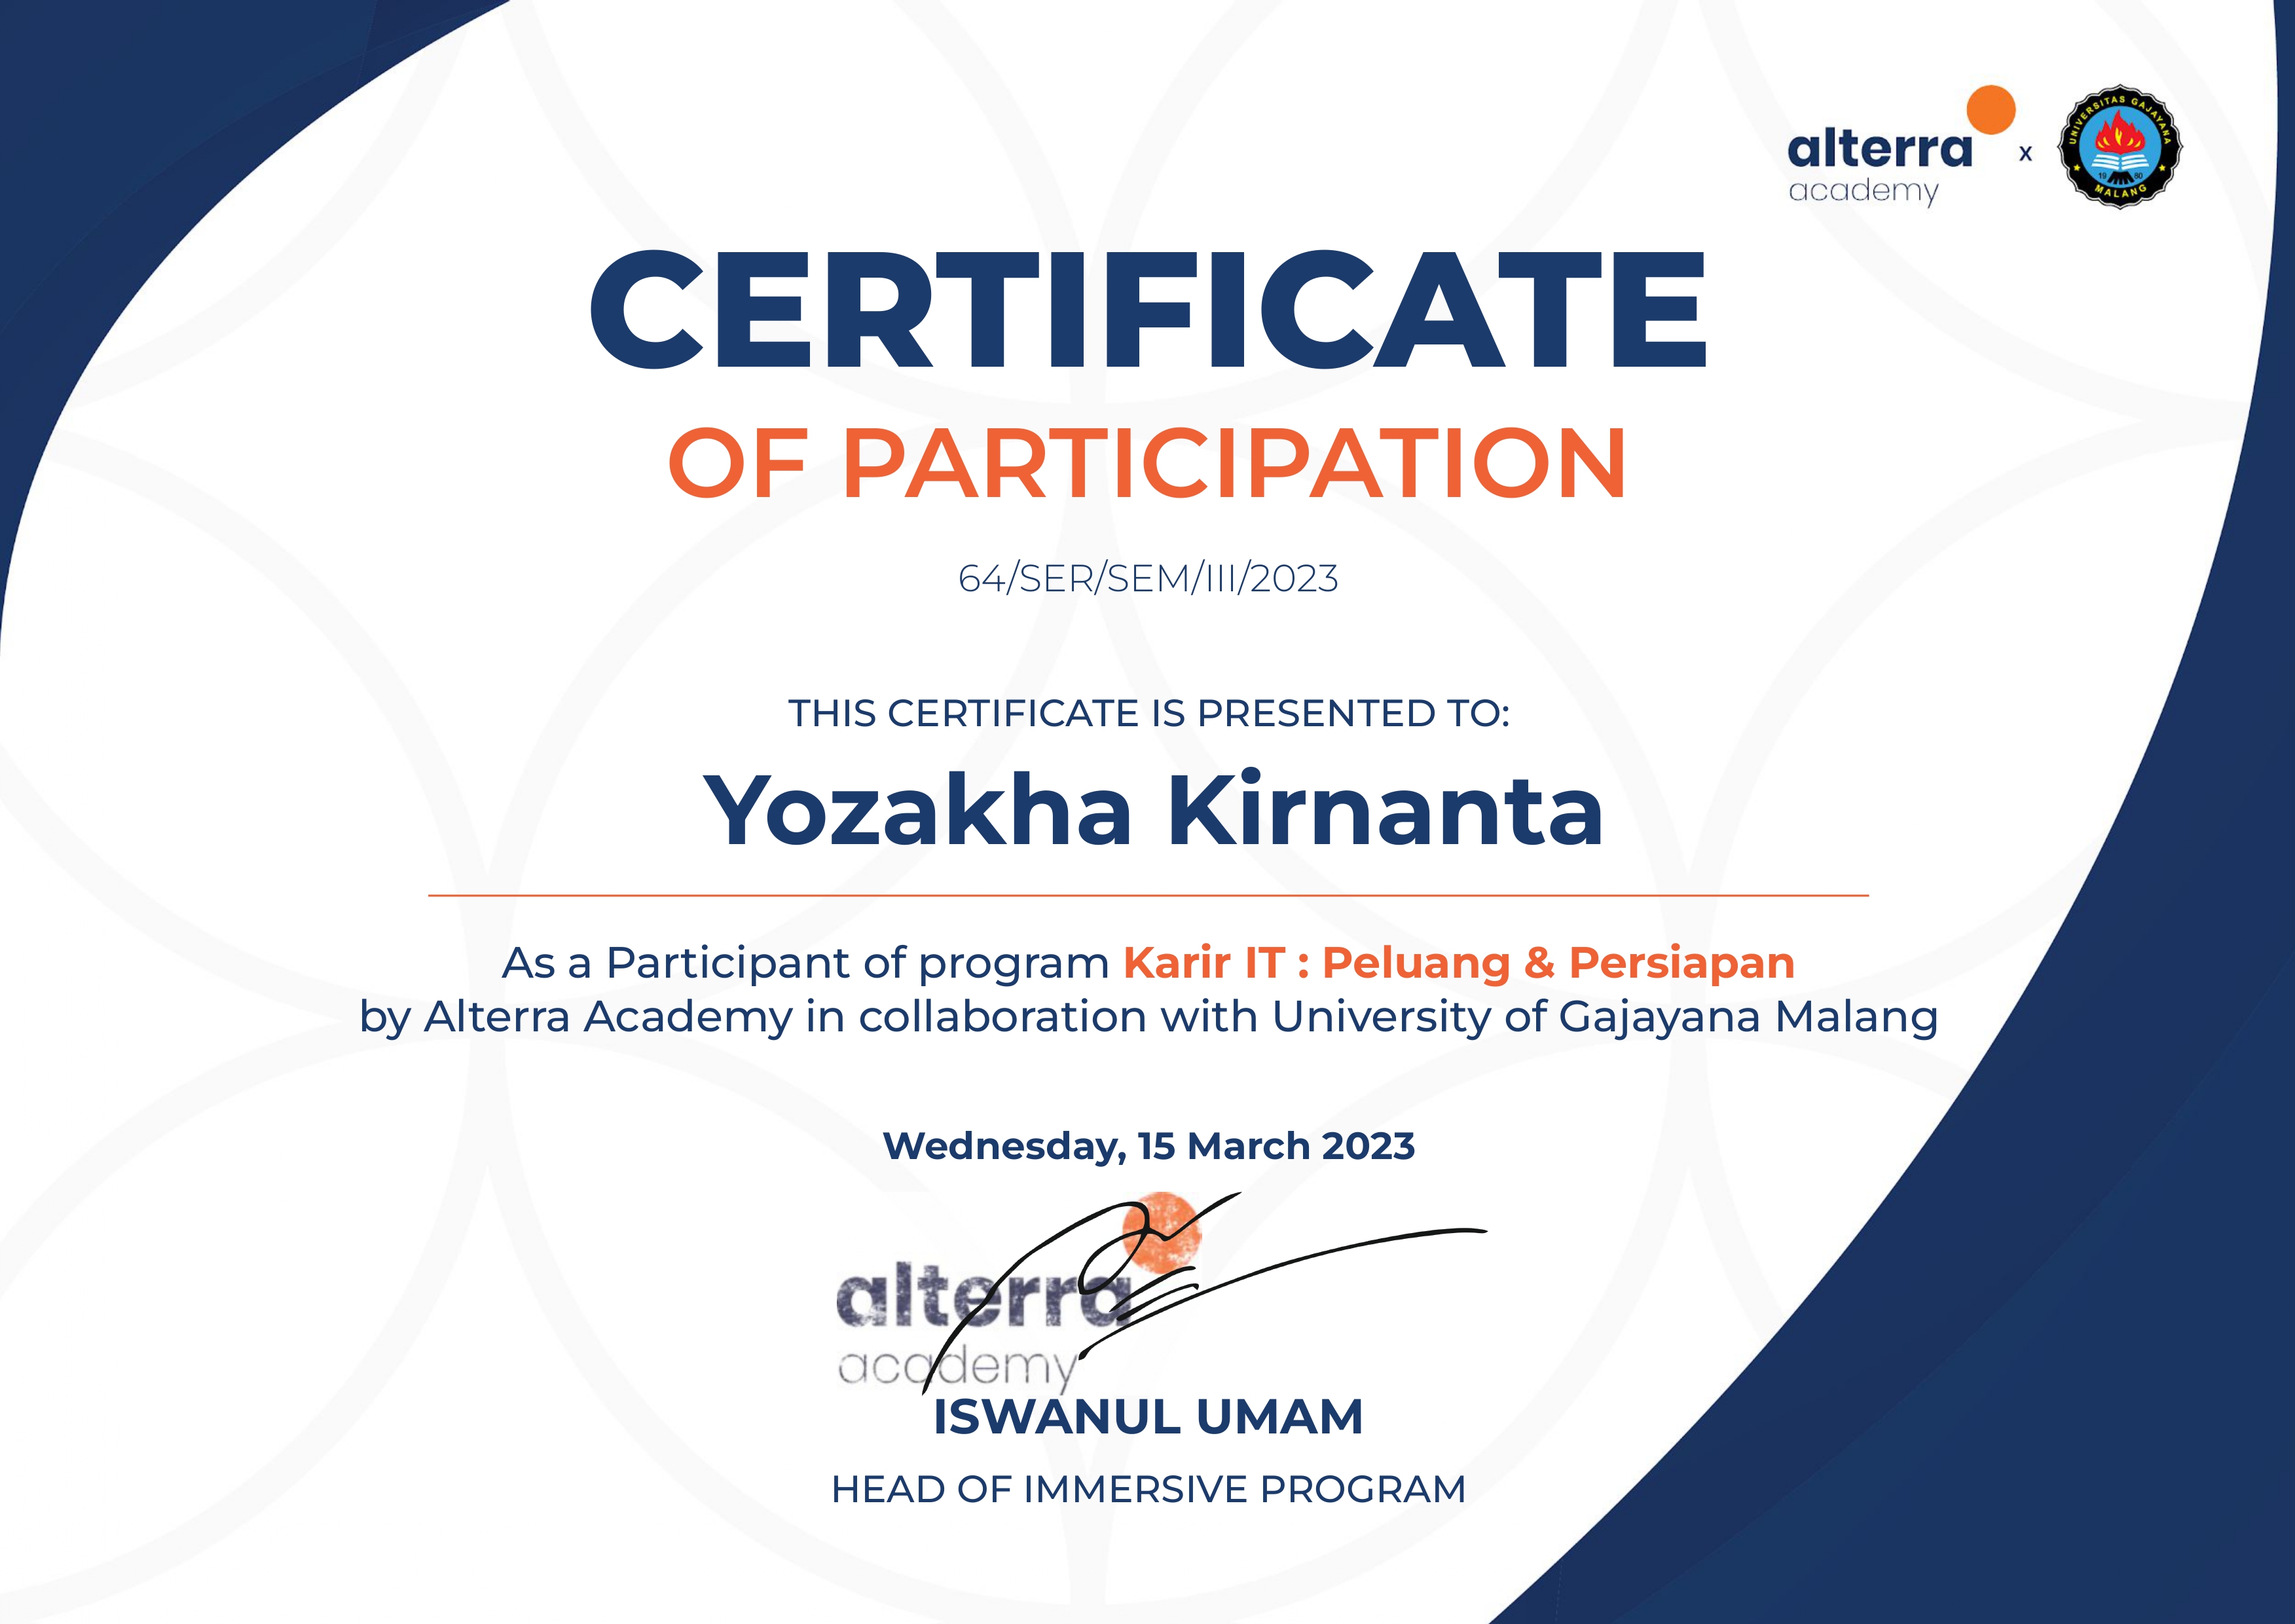 alterra
academy
x
UNIVERSITAS GAJAYANA
19 80
MALANG
CERTIFICATE
OF PARTICIPATION
64/SER/SEM/III/2023
THIS CERTIFICATE IS PRESENTED TO:
Yozakha Kirnanta
As a Participant of program Karir IT : Peluang & Persiapan
by Alterra Academy in collaboration with University of Gajayana Malang
Wednesday, 15 March 2023
alterra
academy
ISWANUL UMAM
HEAD OF IMMERSIVE PROGRAM